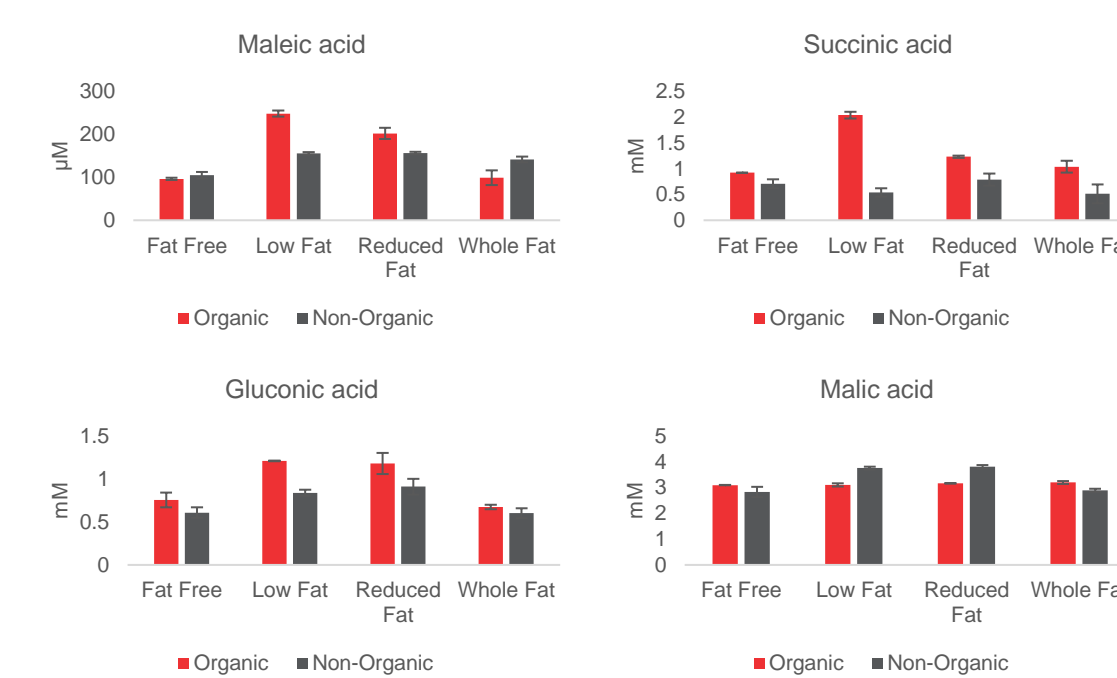 Maleic acid
300
200
100
0
µM
Fat Free Low Fat Reduced Fat Whole Fat
Organic Non-Organic
Succinic acid
2.5
2
1.5
1
0.5
0
mM
Fat Free Low Fat Reduced Fat Whole Fa
Organic Non-Organic
Gluconic acid
1.5
1
0.5
0
mM
Fat Free Low Fat Reduced Fat Whole Fat
Organic Non-Organic
Malic acid
5
4
3
2
1
0
mM
Fat Free Low Fat Reduced Fat Whole Fa
Organic Non-Organic